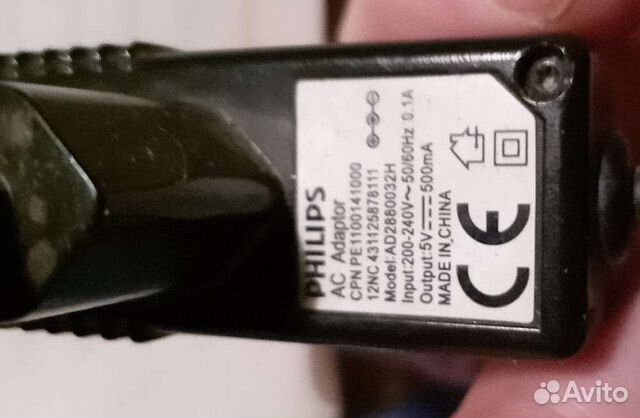 PHILIPS
AC Adaptor
CPN PE1100141000
12NC 431125878111
Model:AD2880032H
Input:200-240V~50/60Hz 0.1A
Output:5V⎓500mA
MADE IN CHINA
CE
Avito